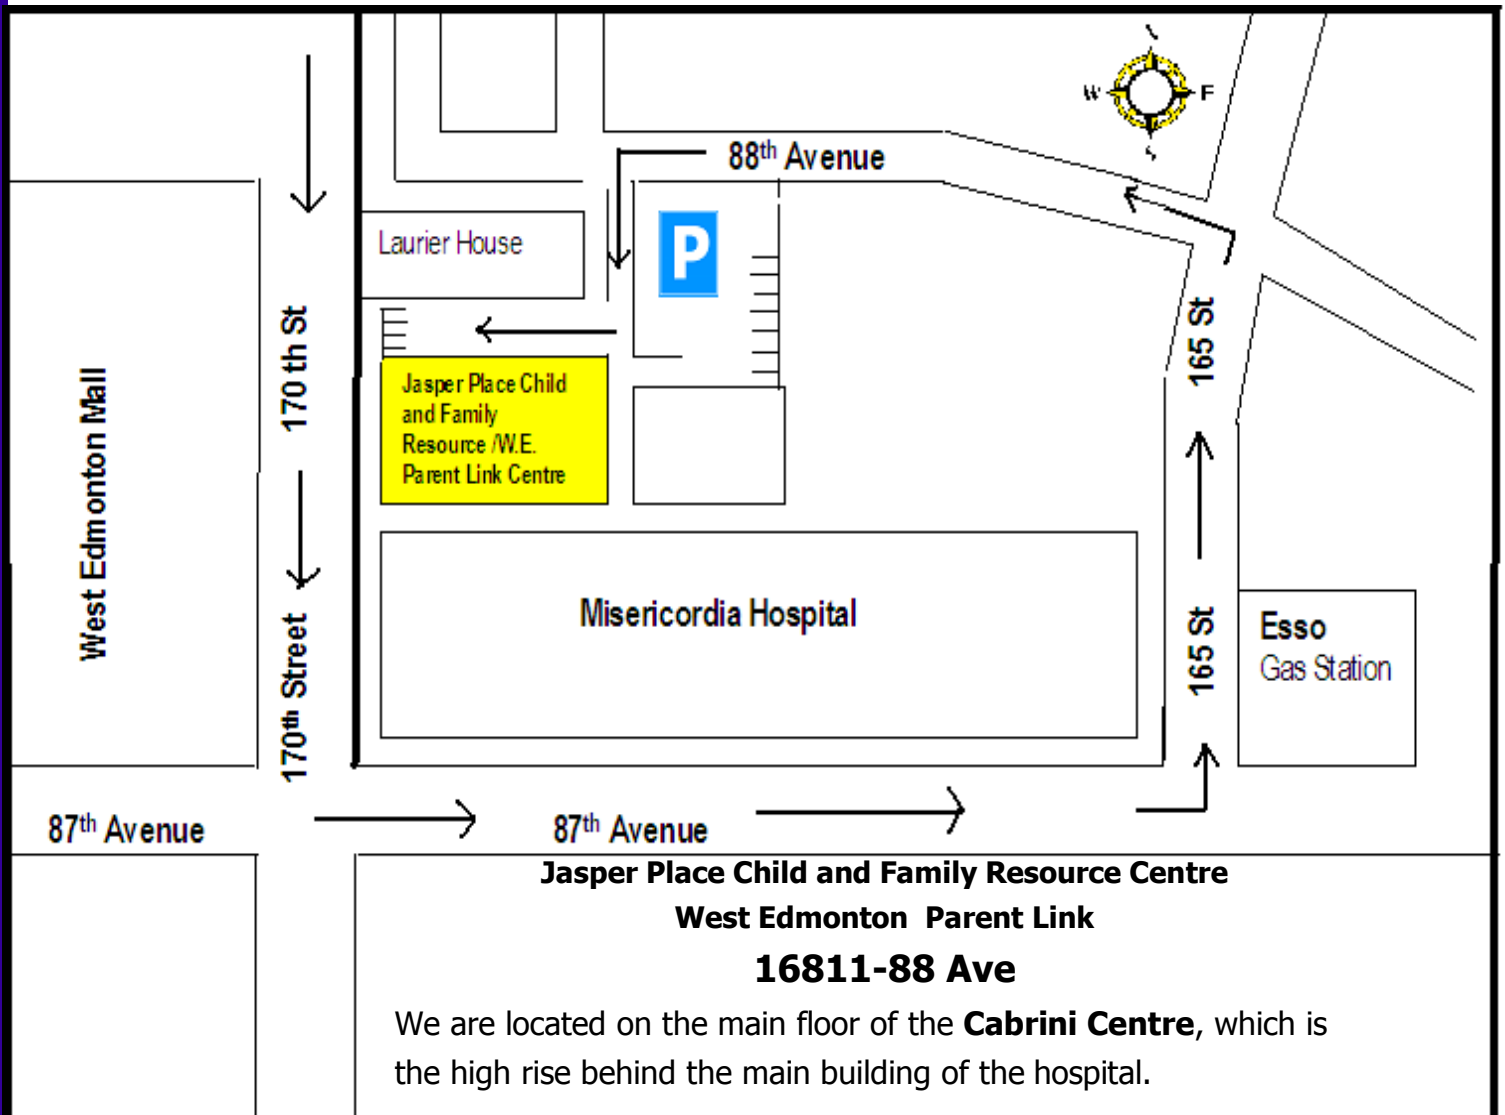 W
F
88th Avenue
P
Laurier House
170 th St
165 St
West Edmonton Mall
Jasper Place Child
and Family
Resource /W.E.
Parent Link Centre
Misericordia Hospital
170th Street
165 St
Esso
Gas Station
87th Avenue
87th Avenue
Jasper Place Child and Family Resource Centre
West Edmonton Parent Link
16811-88 Ave
We are located on the main floor of the Cabrini Centre, which is
the high rise behind the main building of the hospital.